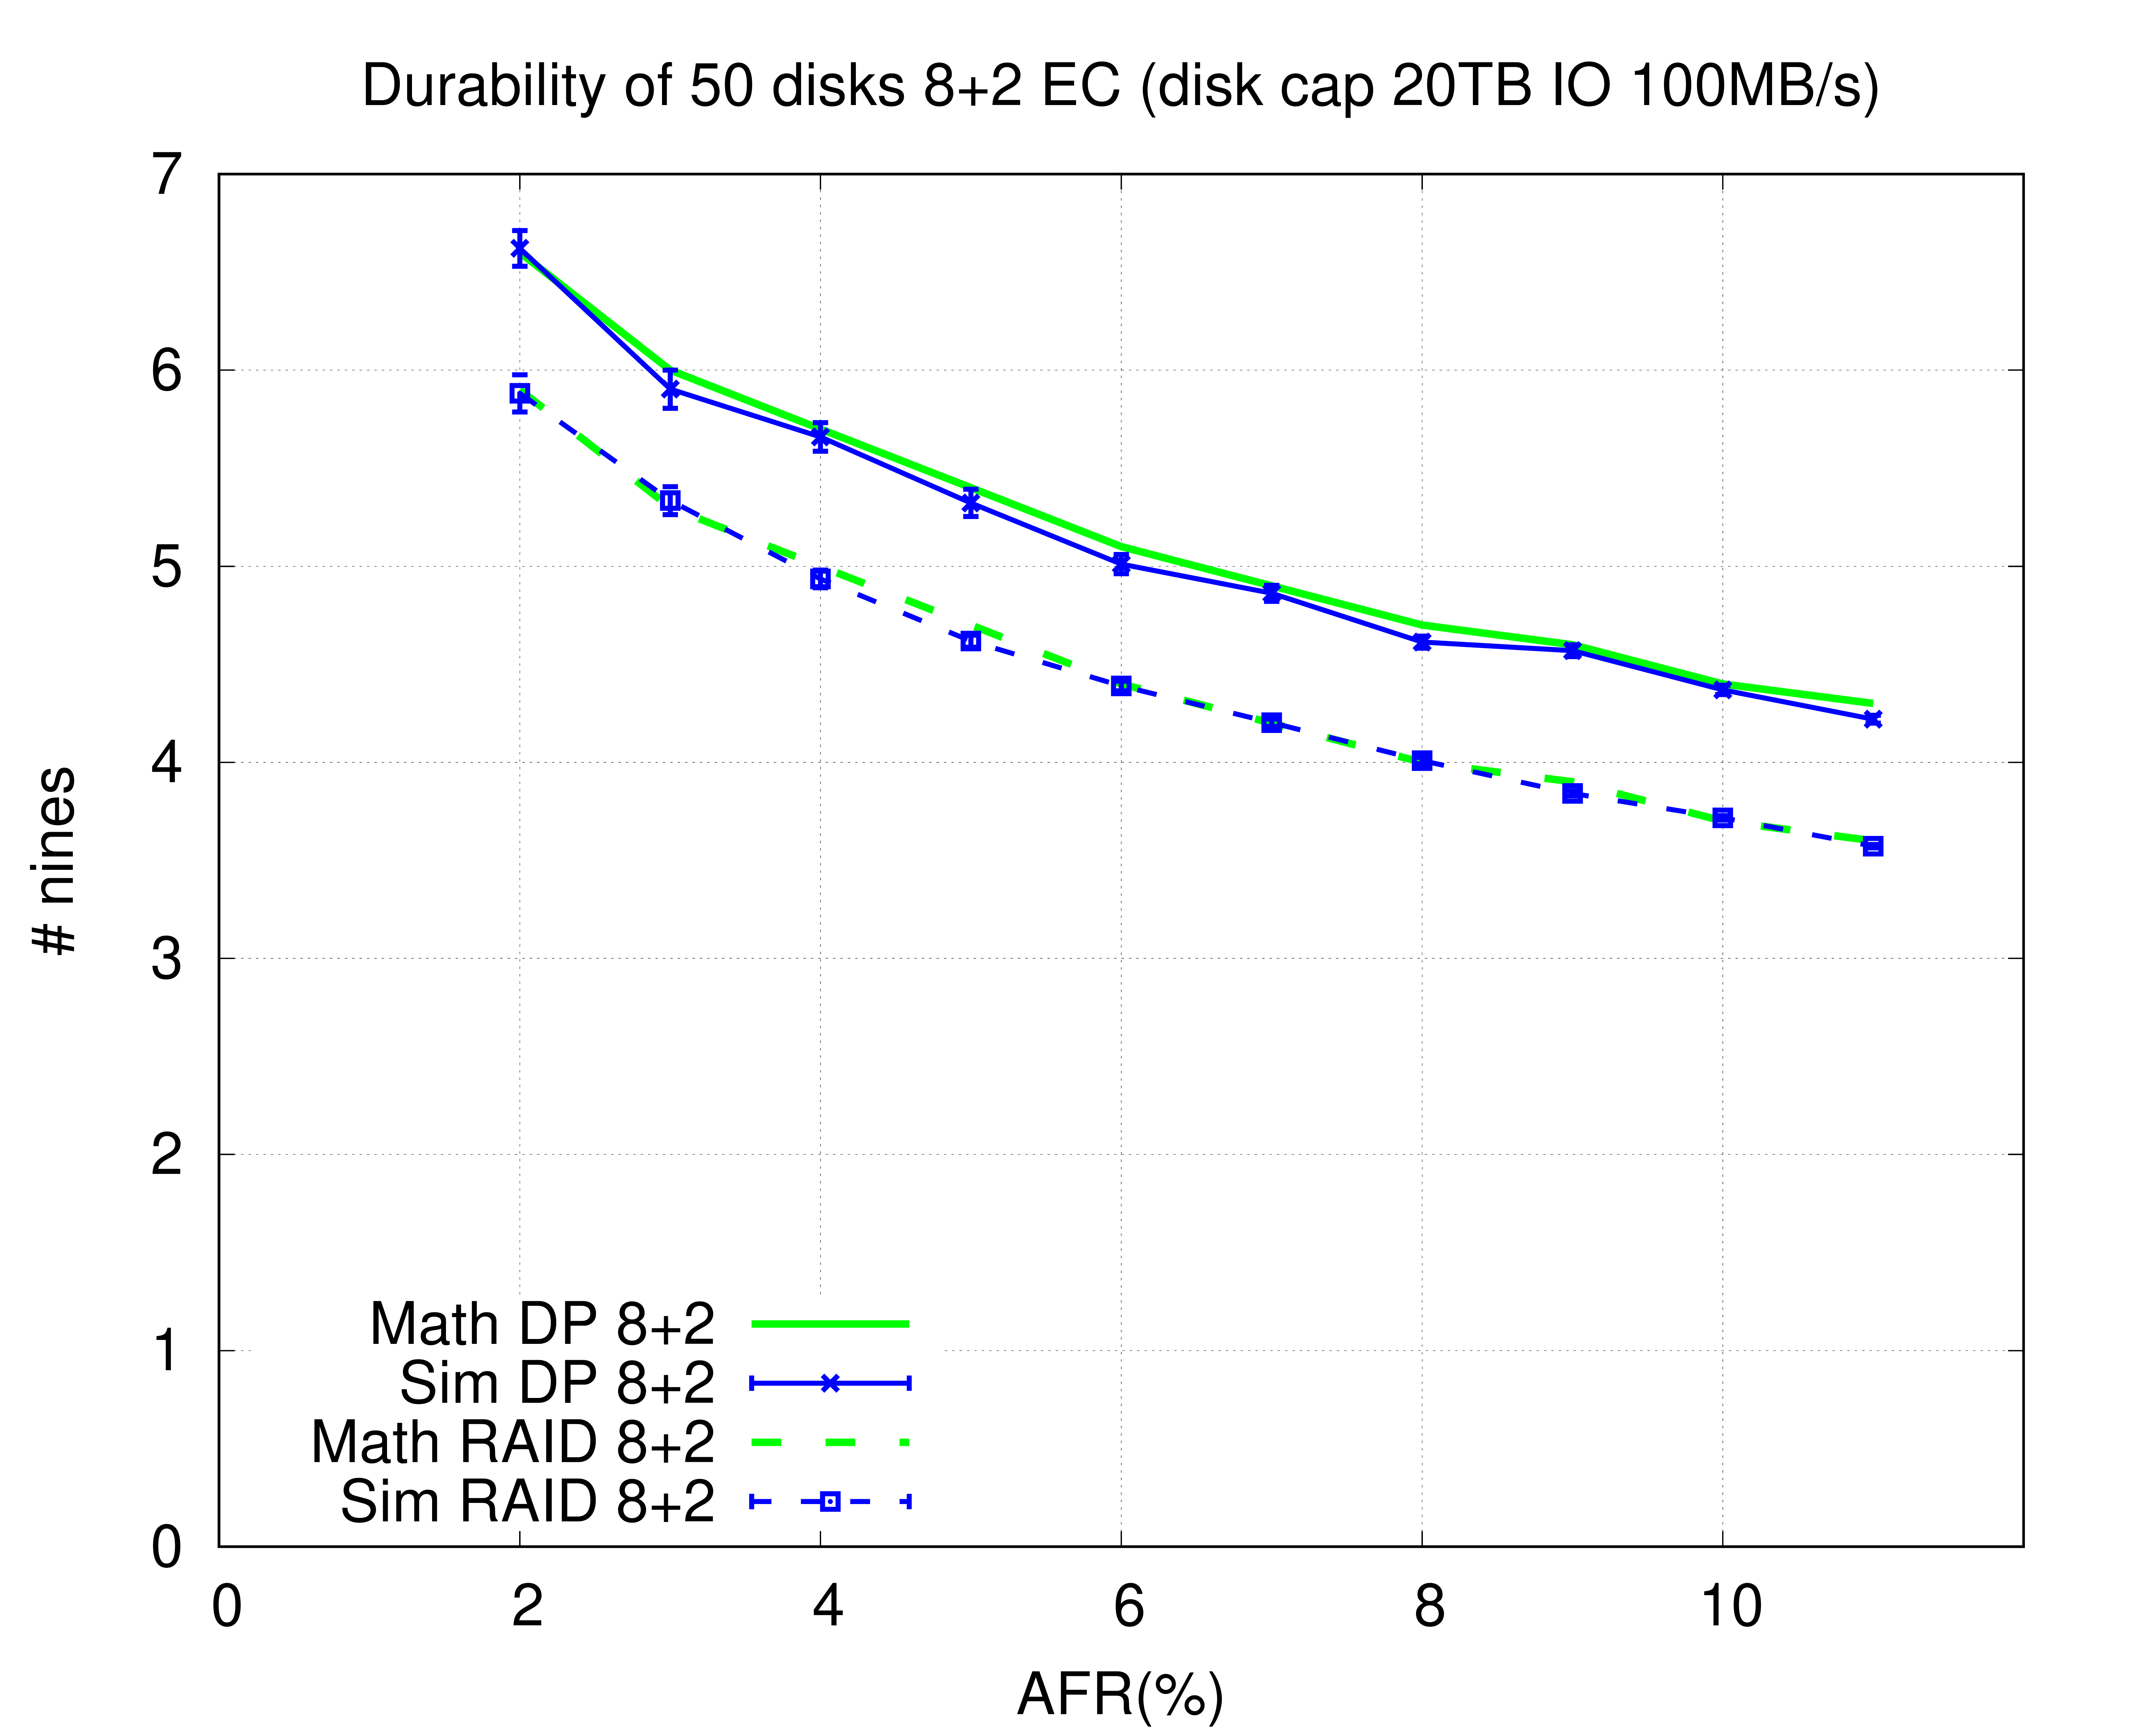 Durability of 50 disks 8+2 EC (disk cap 20TB IO 100MB/s)
7
6
5
4
3
2
1
0
# nines
Math DP 8+2
Sim DP 8+2
Math RAID 8+2
Sim RAID 8+2
0 2 4 6 8 10
AFR(%)